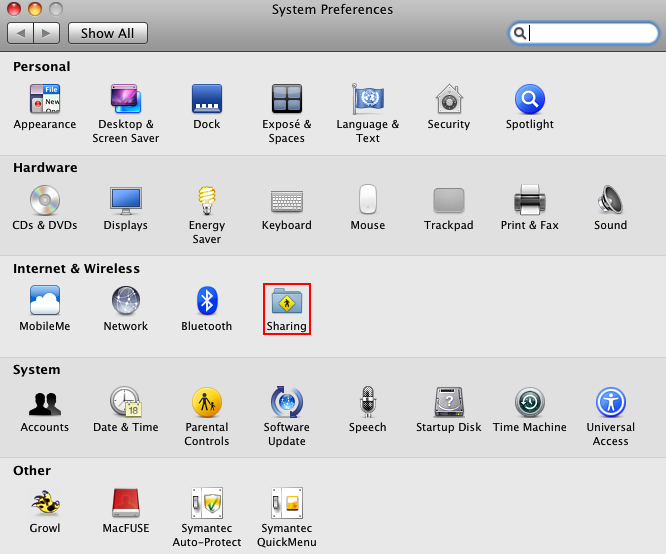 System Preferences
Show All
Personal
Appearance
Desktop &
Screen Saver
Dock
Exposé &
Spaces
Language &
Text
Security
Spotlight
Hardware
CDs & DVDs
Displays
Energy
Saver
Keyboard
Mouse
Trackpad
Print & Fax
Sound
Internet & Wireless
MobileMe
Network
Bluetooth
Sharing
System
Accounts
18
Date & Time
Parental
Controls
Software
Update
Speech
?
Startup Disk
Time Machine
Universal
Access
Other
Growl
MacFUSE
Symantec
Auto-Protect
Symantec
QuickMenu